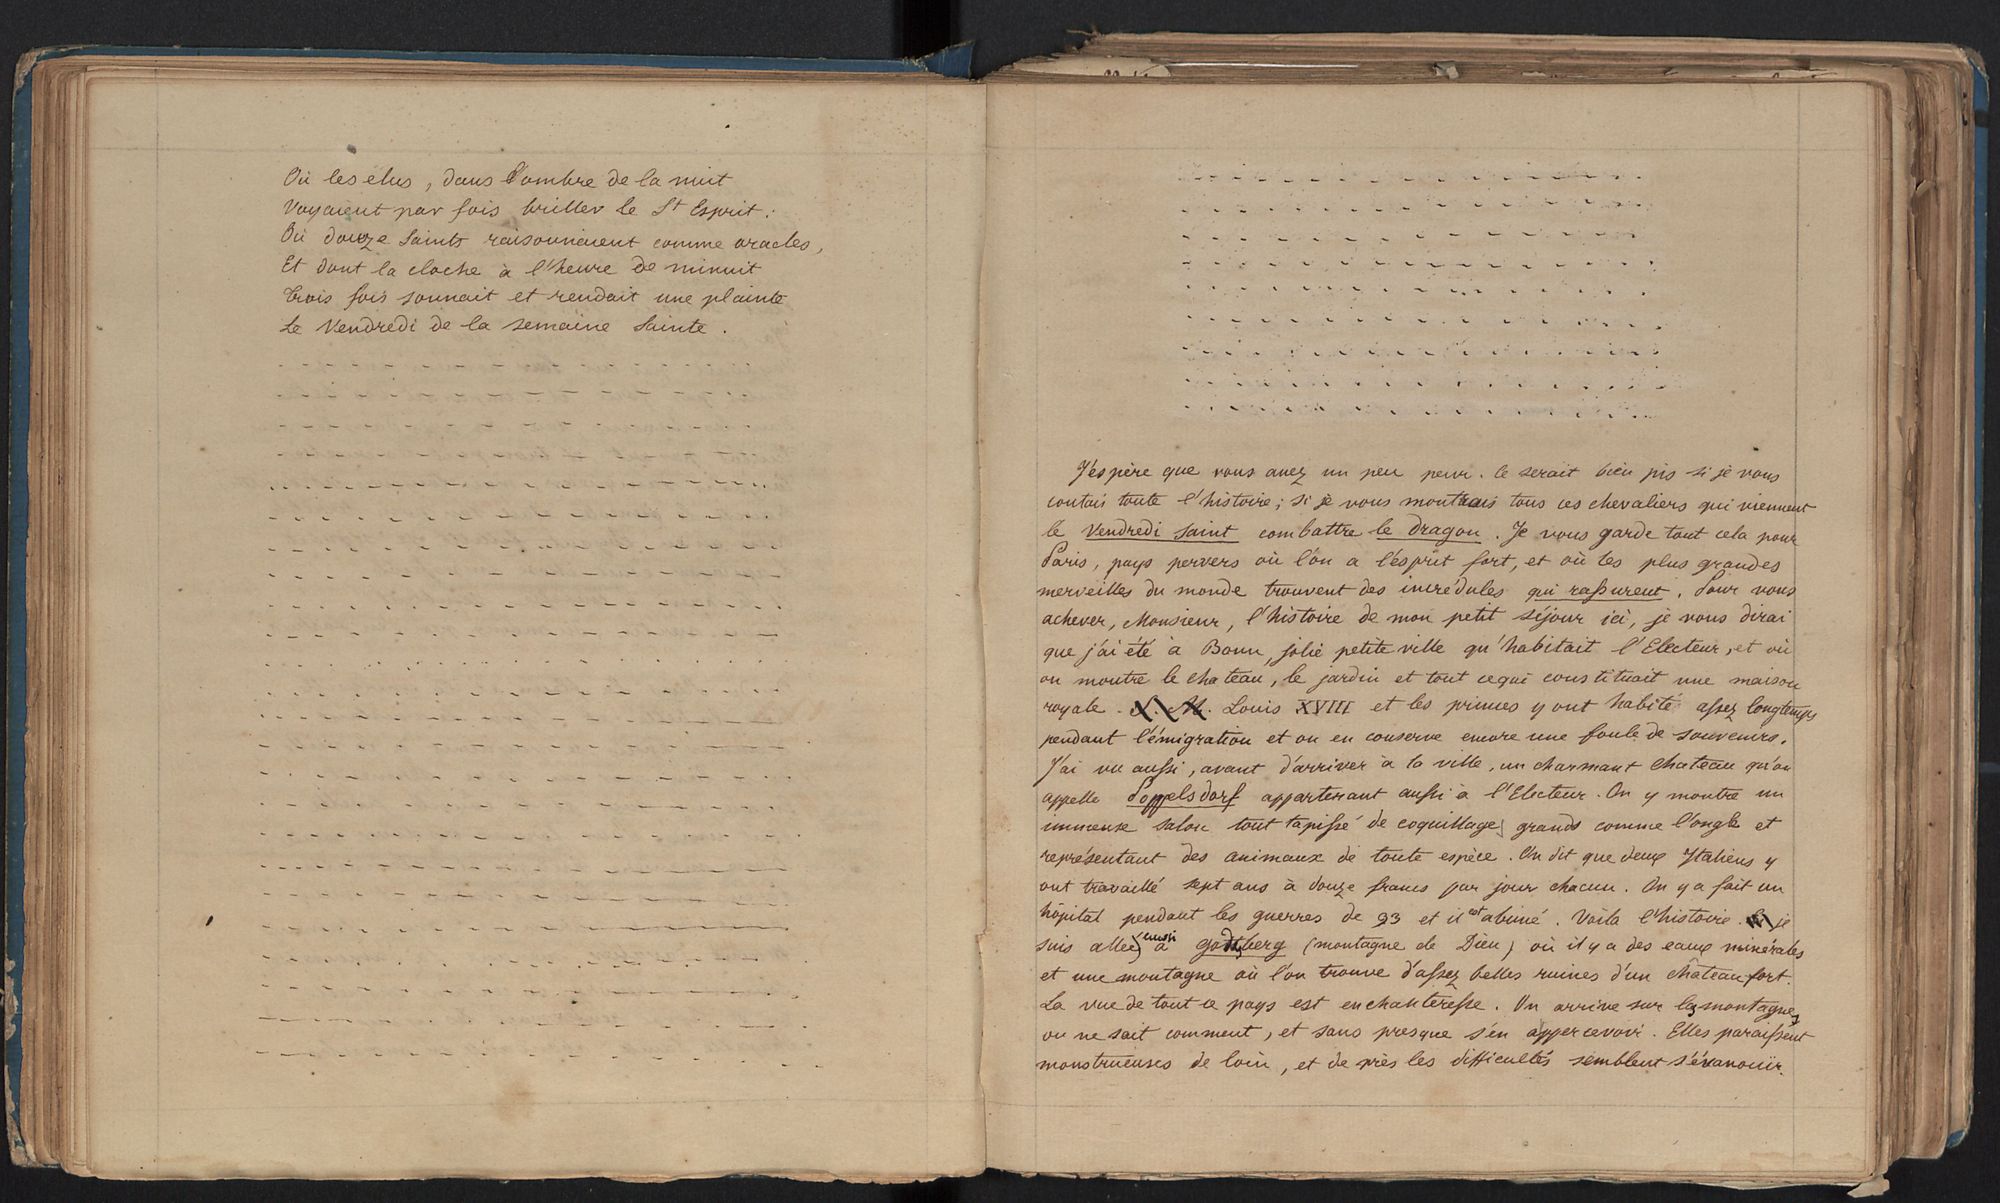 Où les élus, dans l'ombre de la nuit
Voyaient par fois briller le St Esprit;
Où douze Saints raisonnaient comme oracles,
Et dont la cloche à l'heure de minuit
Trois fois sonnait et rendait une plainte
Le Vendredi de la semaine Sainte.
J'espère que vous avez un peu peur. Ce serait bien pis si je vous
contais toute l'histoire; si je vous montrais tous ces chevaliers qui viennent
le Vendredi Saint combattre le dragon. Je vous garde tout cela pour
Paris, pays pervers où l'on a l'esprit fort, et où les plus grandes
merveilles du monde trouvent des incrédules qui rassurent. Pour vous
achever, Monsieur, l'histoire de mon petit séjour ici, je vous dirai
que j'ai été à Bonn, jolie petite ville qu'habitait l'Electeur, et où
on montre le chateau, le jardin et tout ce qui constituait une maison
royale. S. M. Louis XVIII et les princes y ont habité assez longtemps
pendant l'émigration et on en conserve encore une foule de souvenirs.
J'ai vu aussi, avant d'arriver à la ville, un charmant chateau qu'on
appelle Poppelsdorf appartenant aussi à l'Electeur. On y montre un
immense salon tout tapissé de coquillages grands comme l'ongle et
représentant des animaux de toute espèce. On dit que deux Italiens y
ont travaillé sept ans à douze francs par jour chacun. On y a fait un
hôpital pendant les guerres de 93 et il est abimé. Voilà l'histoire. je
suis allée aussi à godsberg (montagne de Dieu) où il y a des eaux minérales
et une montagne où l'on trouve d'assez belles ruines d'un chateau fort.
La vue de tout ce pays est enchanteresse. On arrive sur les montagnes
on ne sait comment, et sans presque s'en appercevoir. Elles paraissent
monstrueuses de loin, et de près les difficultés semblent s'évanouir.